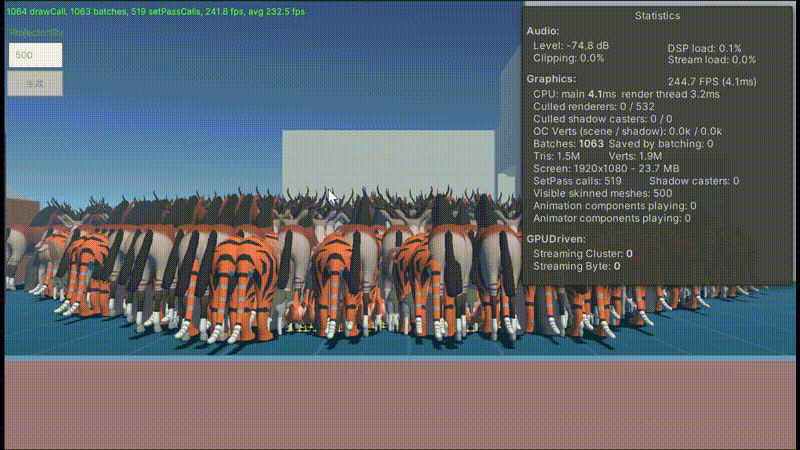 1064 drawCall, 1063 batches, 519 setPassCalls, 241.8 fps, avg 232.5 fps
500
生成
Statistics
Audio:
Level: -74.8 dB DSP load: 0.1%
Clipping: 0.0% Stream load: 0.0%
Graphics: 244.7 FPS (4.1ms)
CPU: main 4.1ms render thread 3.2ms
Culled renderers: 0 / 532
Culled shadow casters: 0 / 0
OC Verts (scene / shadow): 0.0k / 0.0k
Batches: 1063 Saved by batching: 0
Tris: 1.5M Verts: 1.9M
Screen: 1920x1080 - 23.7 MB
SetPass calls: 519 Shadow casters: 0
Visible skinned meshes: 500
Animation components playing: 0
Animator components playing: 0
GPUDriven:
Streaming Cluster: 0
Streaming Byte: 0